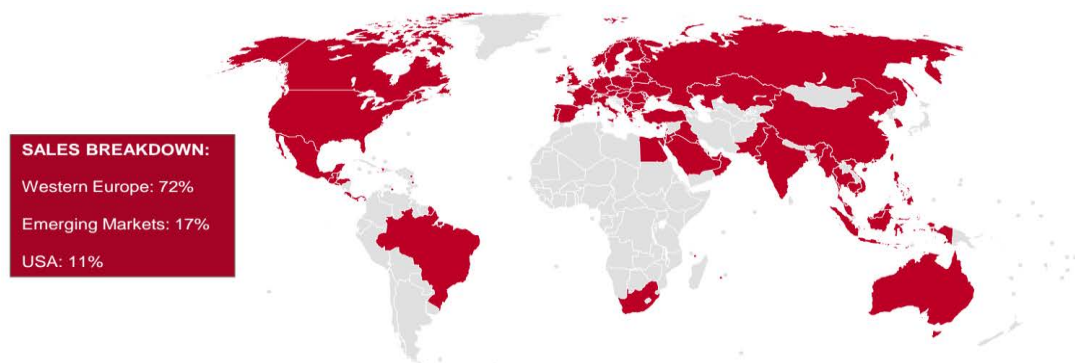 SALES BREAKDOWN:
Western Europe: 72%
Emerging Markets: 17%
USA: 11%